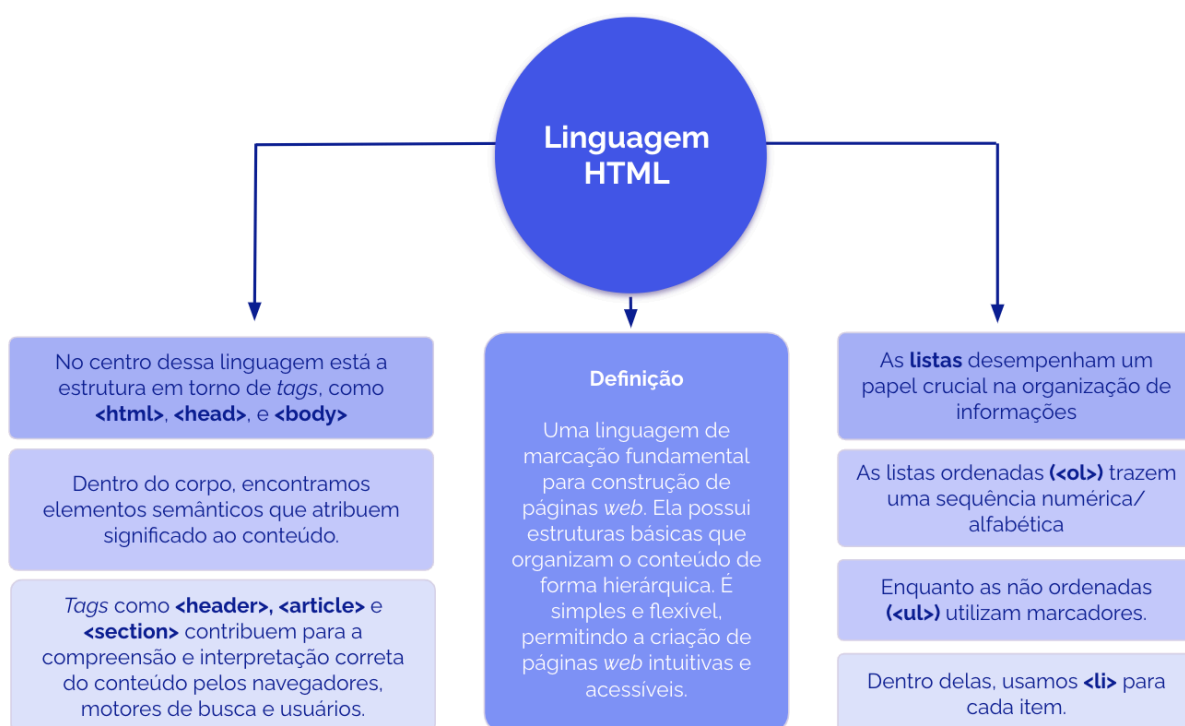 Linguagem
HTML
No centro dessa linguagem está a
estrutura em torno de tags, como
<html>, <head>, e <body>
Dentro do corpo, encontramos
elementos semânticos que atribuem
significado ao conteúdo.
Tags como <header>, <article> e
<section> contribuem para a
compreensão e interpretação correta
do conteúdo pelos navegadores,
motores de busca e usuários.
Definição
Uma linguagem de
marcação fundamental
para construção de
páginas web. Ela possui
estruturas básicas que
organizam o conteúdo de
forma hierárquica. É
simples e flexível,
permitindo a criação de
páginas web intuitivas e
acessíveis.
As listas desempenham um
papel crucial na organização de
informações
As listas ordenadas (<ol>) trazem
uma sequência numérica/
alfabética
Enquanto as não ordenadas
(<ul>) utilizam marcadores.
Dentro delas, usamos <li> para
cada item.